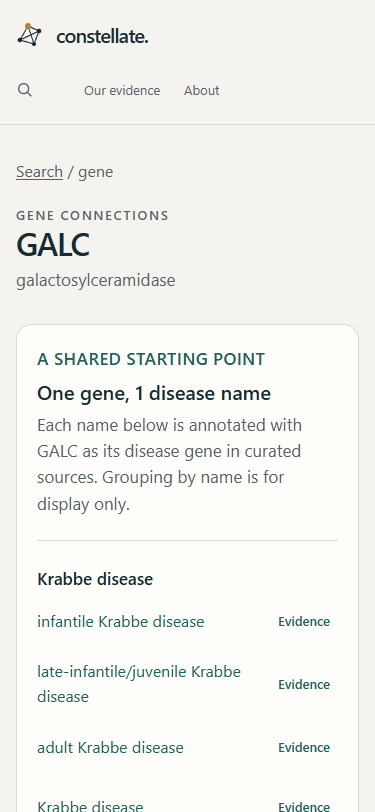 constellate.
Our evidence About
Search / gene
GENE CONNECTIONS
GALC
galactosylceramidase
A SHARED STARTING POINT
One gene, 1 disease name
Each name below is annotated with
GALC as its disease gene in curated
sources. Grouping by name is for
display only.
Krabbe disease
infantile Krabbe disease Evidence
late-infantile/juvenile Krabbe
disease Evidence
adult Krabbe disease Evidence
Krabbe disease Evidence